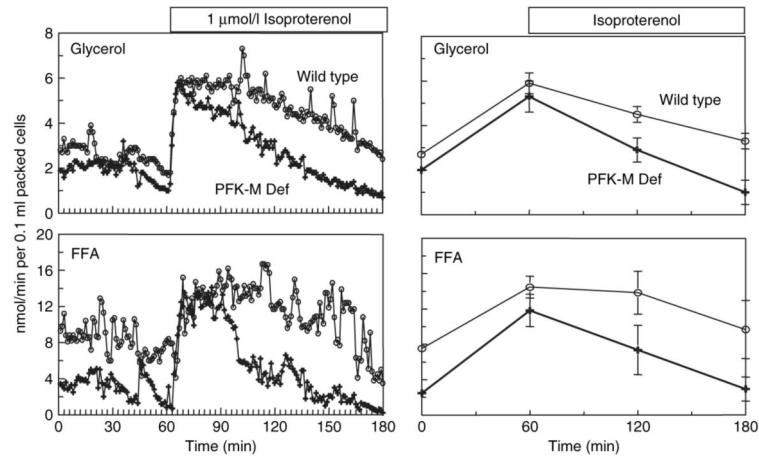 1 μmol/l Isoproterenol
Isoproterenol
nmol/min per 0.1 ml packed cells
8
6
4
2
0
Glycerol
Wild type
PFK-M Def
Glycerol
Wild type
PFK-M Def
20
16
12
8
4
0
FFA
FFA
0 30 60 90 120 150 180
0 60 120 180
Time (min)
Time (min)